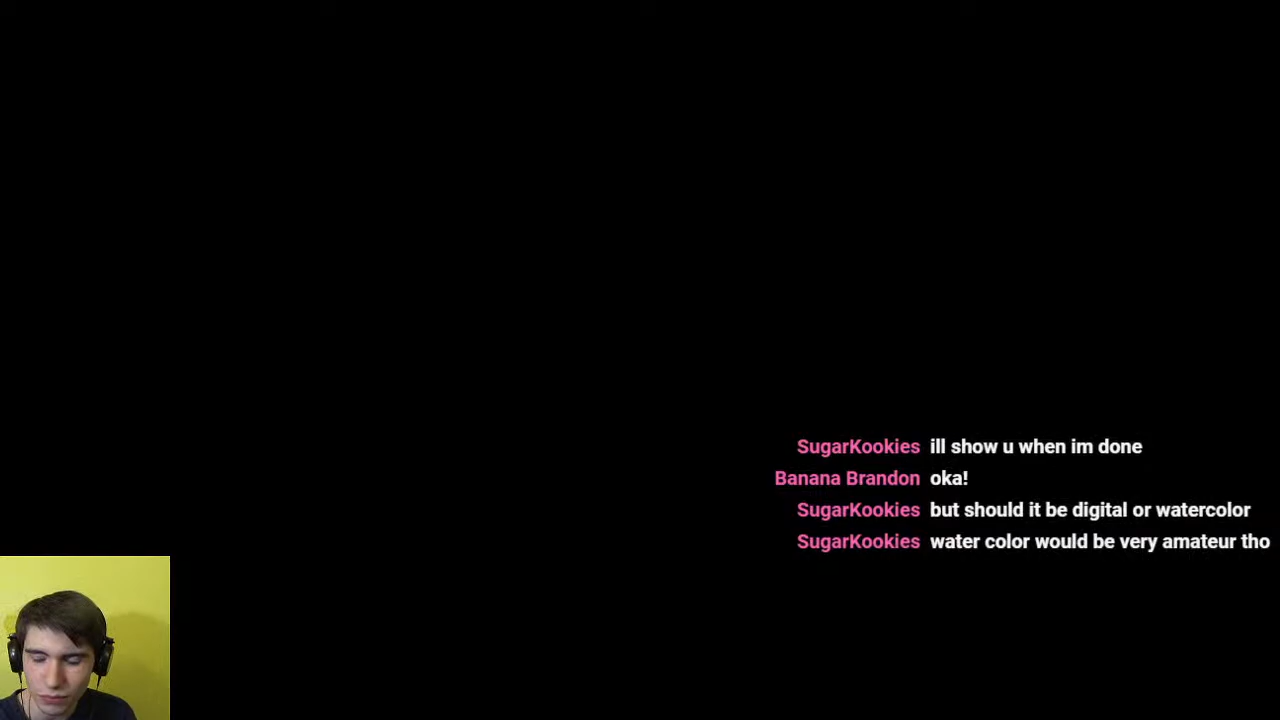 SugarKookies ill show u when im done
Banana Brandon oka!
SugarKookies but should it be digital or watercolor
SugarKookies water color would be very amateur tho